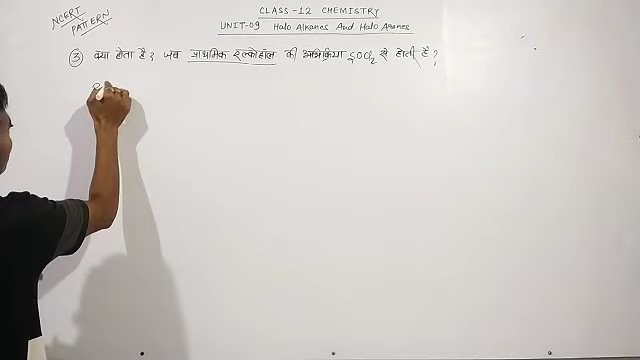 NCERT
PATTERN
CLASS-12 CHEMISTRY
UNIT-09 Halo Alkanes And Halo Arenes
③ क्या होता है? जब प्राथमिक एल्कोहॉल की अभिक्रिया SOCl₂ से होती है?
R